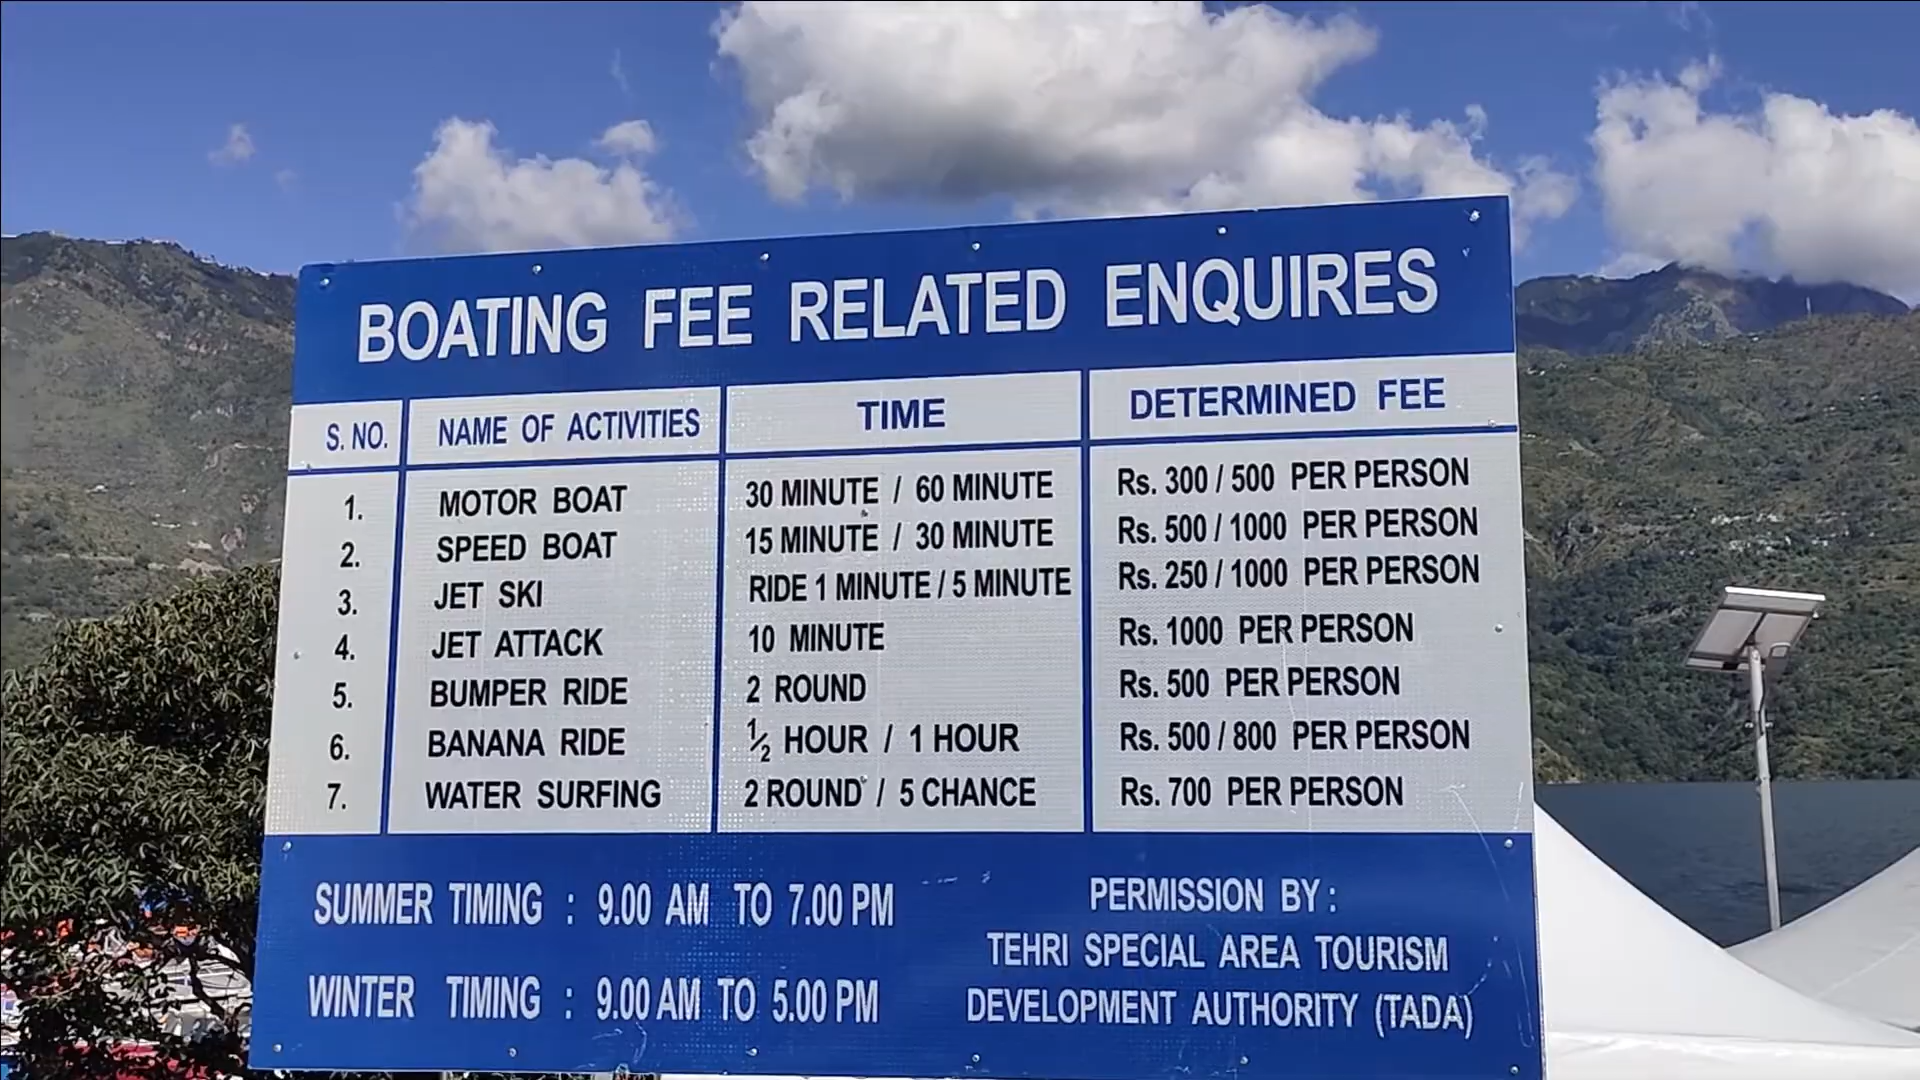 BOATING FEE RELATED ENQUIRES
S. NO. NAME OF ACTIVITIES TIME DETERMINED FEE
1. MOTOR BOAT 30 MINUTE / 60 MINUTE Rs. 300 / 500 PER PERSON
2. SPEED BOAT 15 MINUTE / 30 MINUTE Rs. 500 / 1000 PER PERSON
3. JET SKI RIDE 1 MINUTE / 5 MINUTE Rs. 250 / 1000 PER PERSON
4. JET ATTACK 10 MINUTE Rs. 1000 PER PERSON
5. BUMPER RIDE 2 ROUND Rs. 500 PER PERSON
6. BANANA RIDE ½ HOUR / 1 HOUR Rs. 500 / 800 PER PERSON
7. WATER SURFING 2 ROUND / 5 CHANCE Rs. 700 PER PERSON
SUMMER TIMING : 9.00 AM TO 7.00 PM
WINTER TIMING : 9.00 AM TO 5.00 PM
PERMISSION BY :
TEHRI SPECIAL AREA TOURISM
DEVELOPMENT AUTHORITY (TADA)